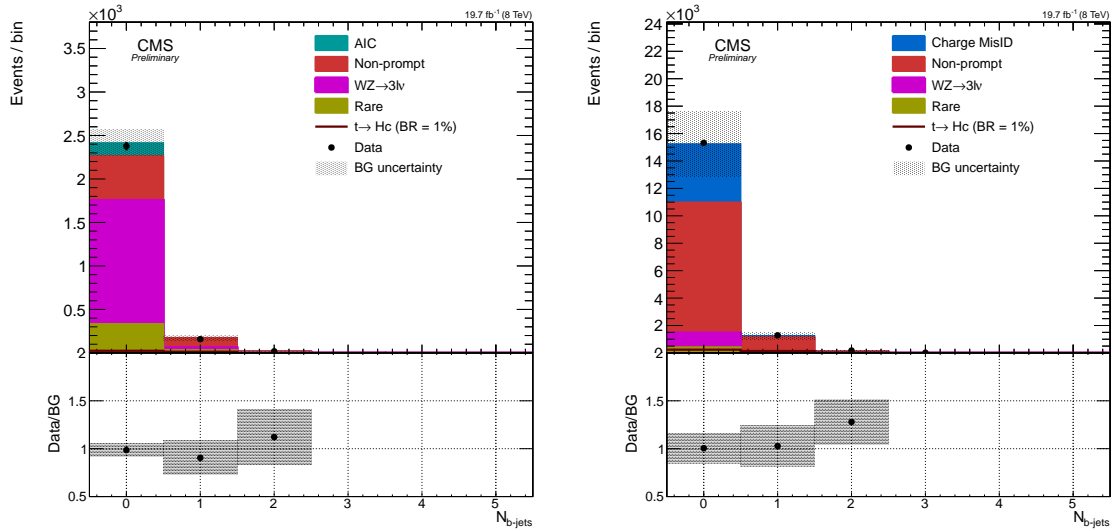 ×10³
19.7 fb⁻¹ (8 TeV)
Events / bin
3.5
3
2.5
2
1.5
1
0.5
CMS
Preliminary
AIC
Non-prompt
WZ→3lν
Rare
t→ Hc (BR = 1%)
Data
BG uncertainty
Data/BG
2
1.5
1
0.5
0 1 2 3 4 5
N b-jets
×10³
19.7 fb⁻¹ (8 TeV)
Events / bin
24
22
20
18
16
14
12
10
8
6
4
2
CMS
Preliminary
Charge MisID
Non-prompt
WZ→3lν
Rare
t→ Hc (BR = 1%)
Data
BG uncertainty
Data/BG
2
1.5
1
0.5
0 1 2 3 4 5
N b-jets